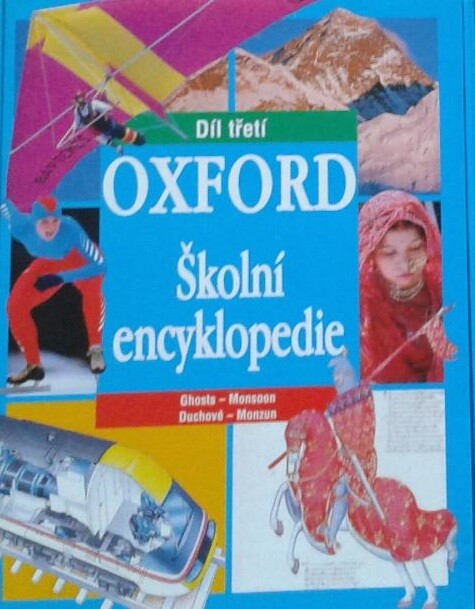 Díl třetí
OXFORD
Školní
encyklopedie
Ghosts – Monsoon
Duchové – Monzun